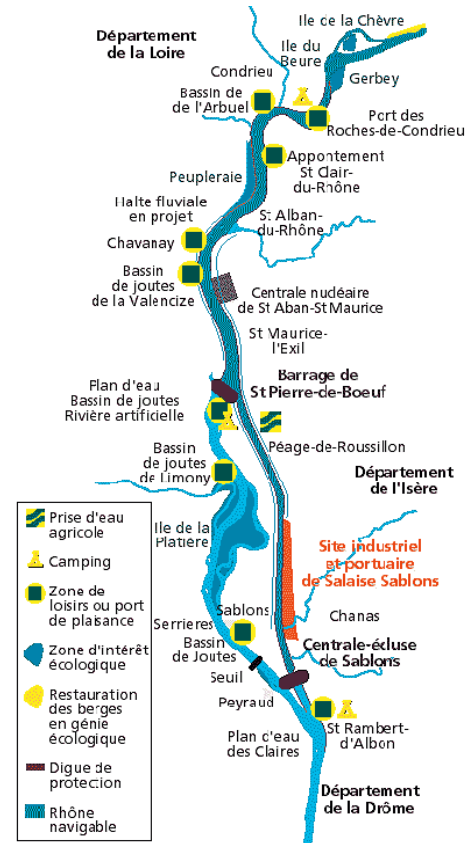 Ile de la Chèvre
Département
de la Loire
Ile du
Beure
Condrieu
Gerbey
Bassin de
de l'Arbuel
Port des
Roches-de-Condrieu
Appontement
St Clair-
du-Rhône
Peupleraie
Halte fluviale
en projet
St Alban-
du-Rhône
Chavanay
Bassin
de joutes
de la Valencize
Centrale nucléaire
de St Aban-St Maurice
St Maurice-
l'Exil
Barrage de
St Pierre-de-Boeuf
Plan d'eau
Bassin de joutes
Rivière artificielle
Péage-de-Roussillon
Bassin
de joutes
de Limony
Département
de l'Isère
Ile de la
Platière
Site industriel
et portuaire
de Salaise Sablons
Chanas
Sablons
Serrieres
Bassin
de Joutes
Centrale-écluse
de Sablons
Seuil
Peyraud
St Rambert-
d'Albon
Plan d'eau
des Claires
Département
de la Drôme
Prise d'eau
agricole
Camping
Zone de
loisirs ou port
de plaisance
Zone d'intérêt
écologique
Restauration
des berges
en génie
écologique
Digue de
protection
Rhône
navigable